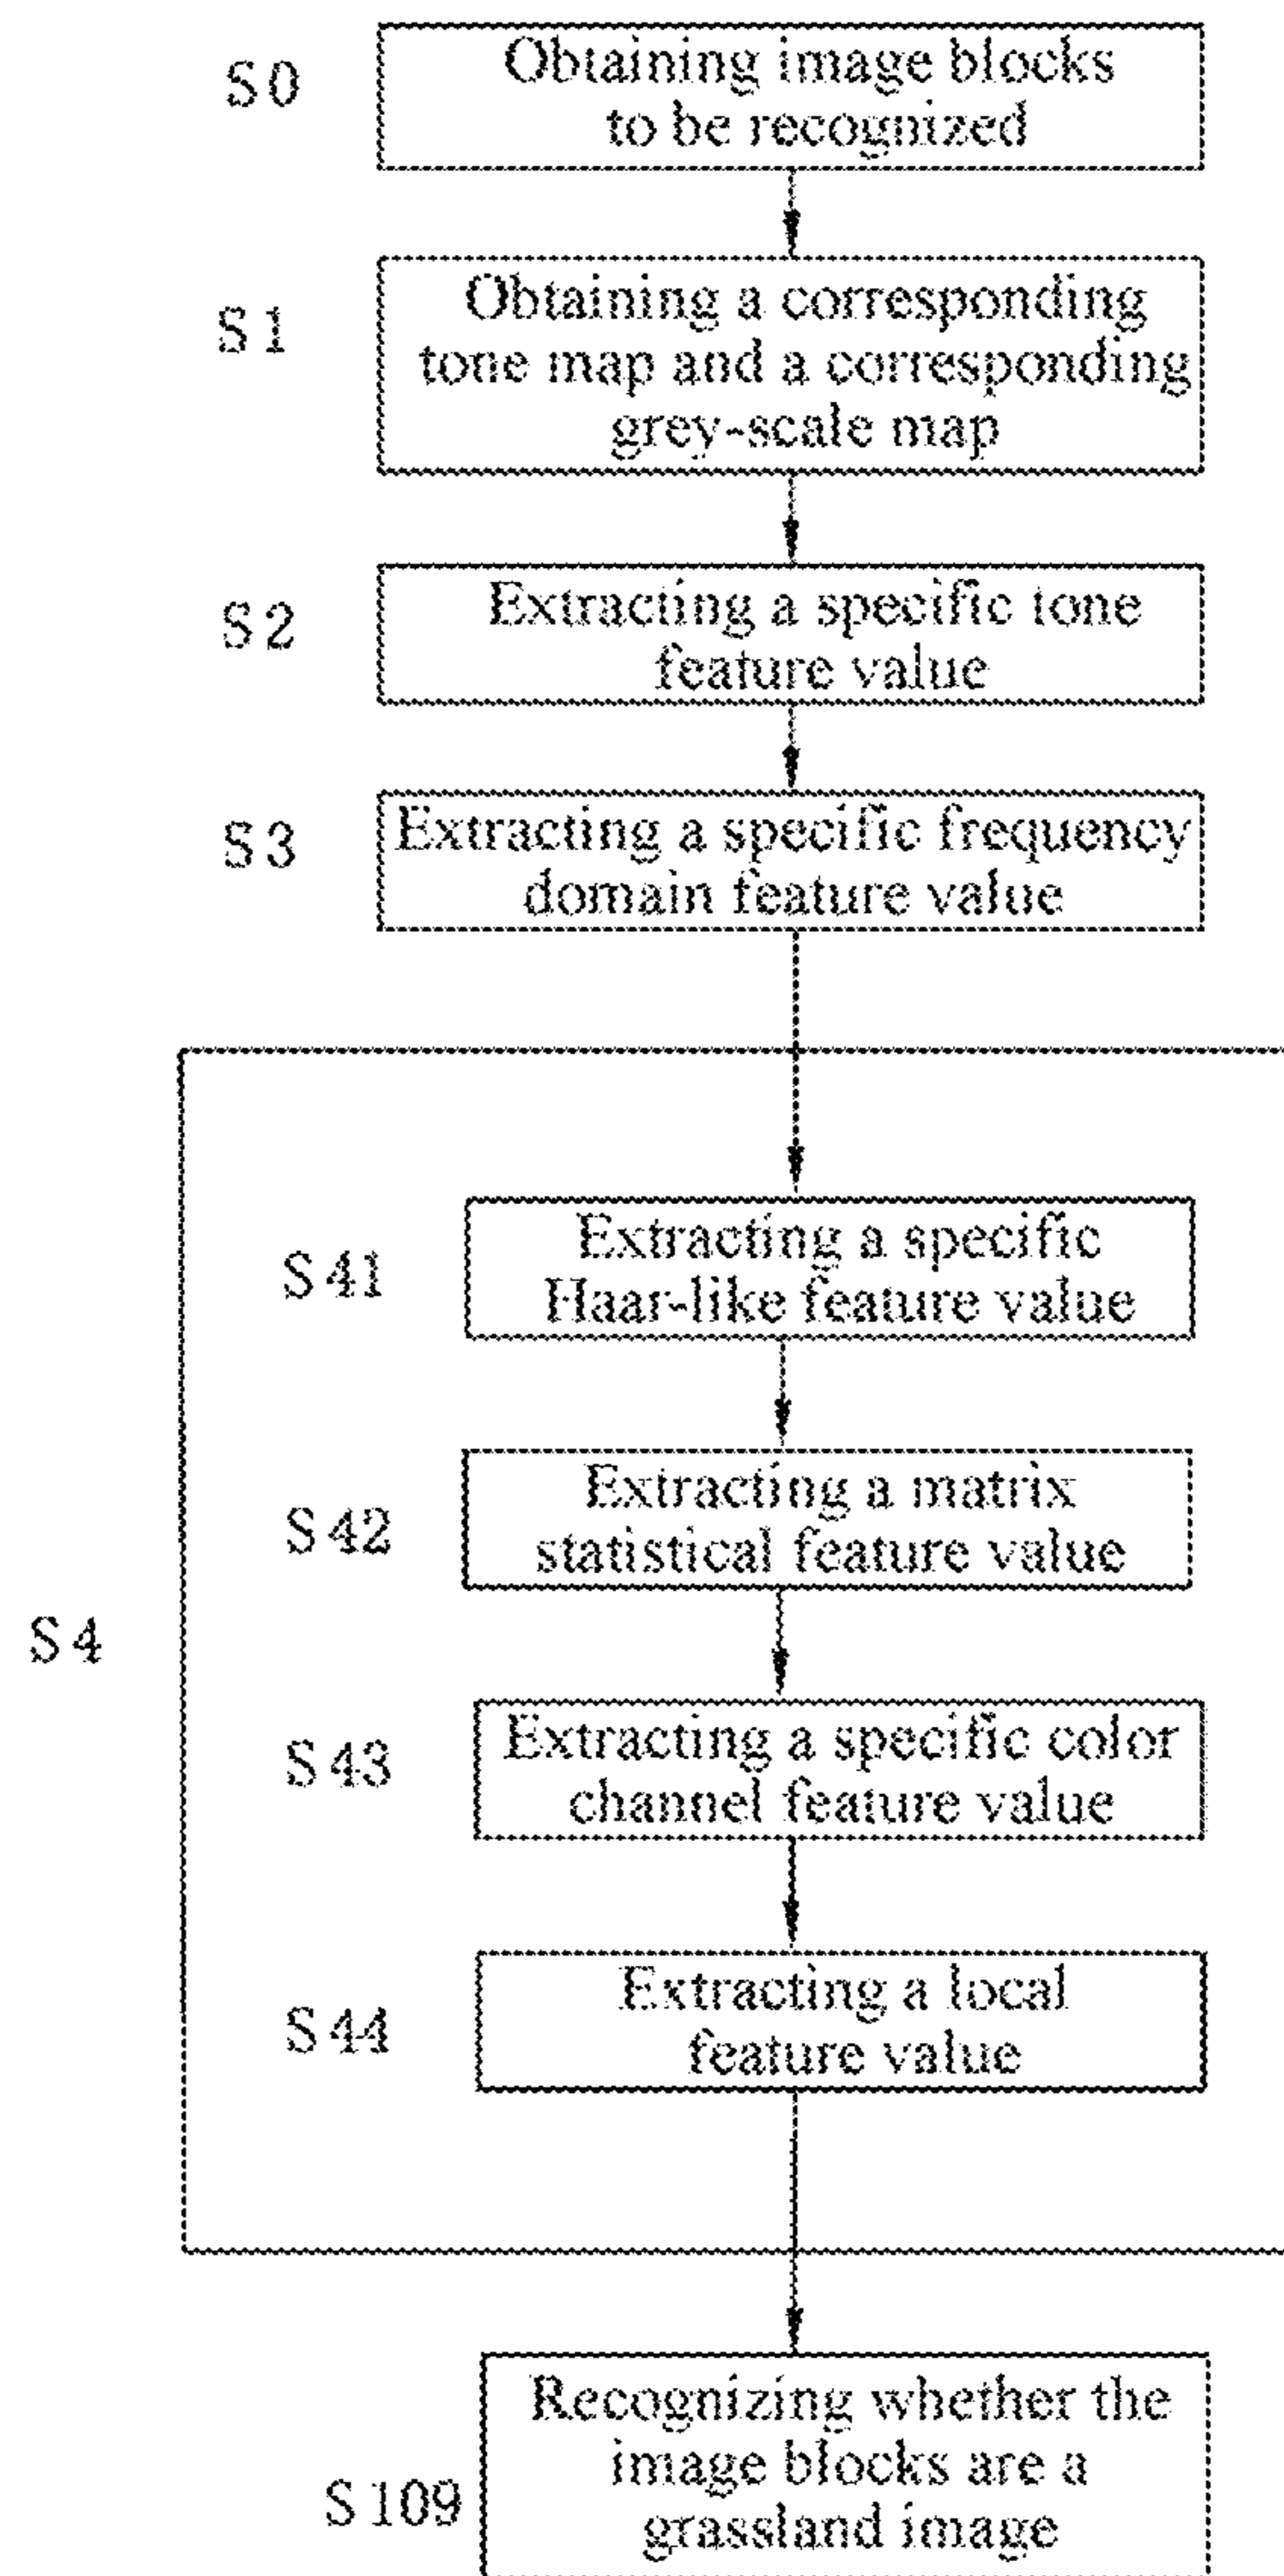 S0
Obtaining image blocks
to be recognized
S1
Obtaining a corresponding
tone map and a corresponding
grey-scale map
S2
Extracting a specific tone
feature value
S3
Extracting a specific frequency
domain feature value
S4
S41
Extracting a specific
Haar-like feature value
S42
Extracting a matrix
statistical feature value
S43
Extracting a specific color
channel feature value
S44
Extracting a local
feature value
S109
Recognizing whether the
image blocks are a
grassland image